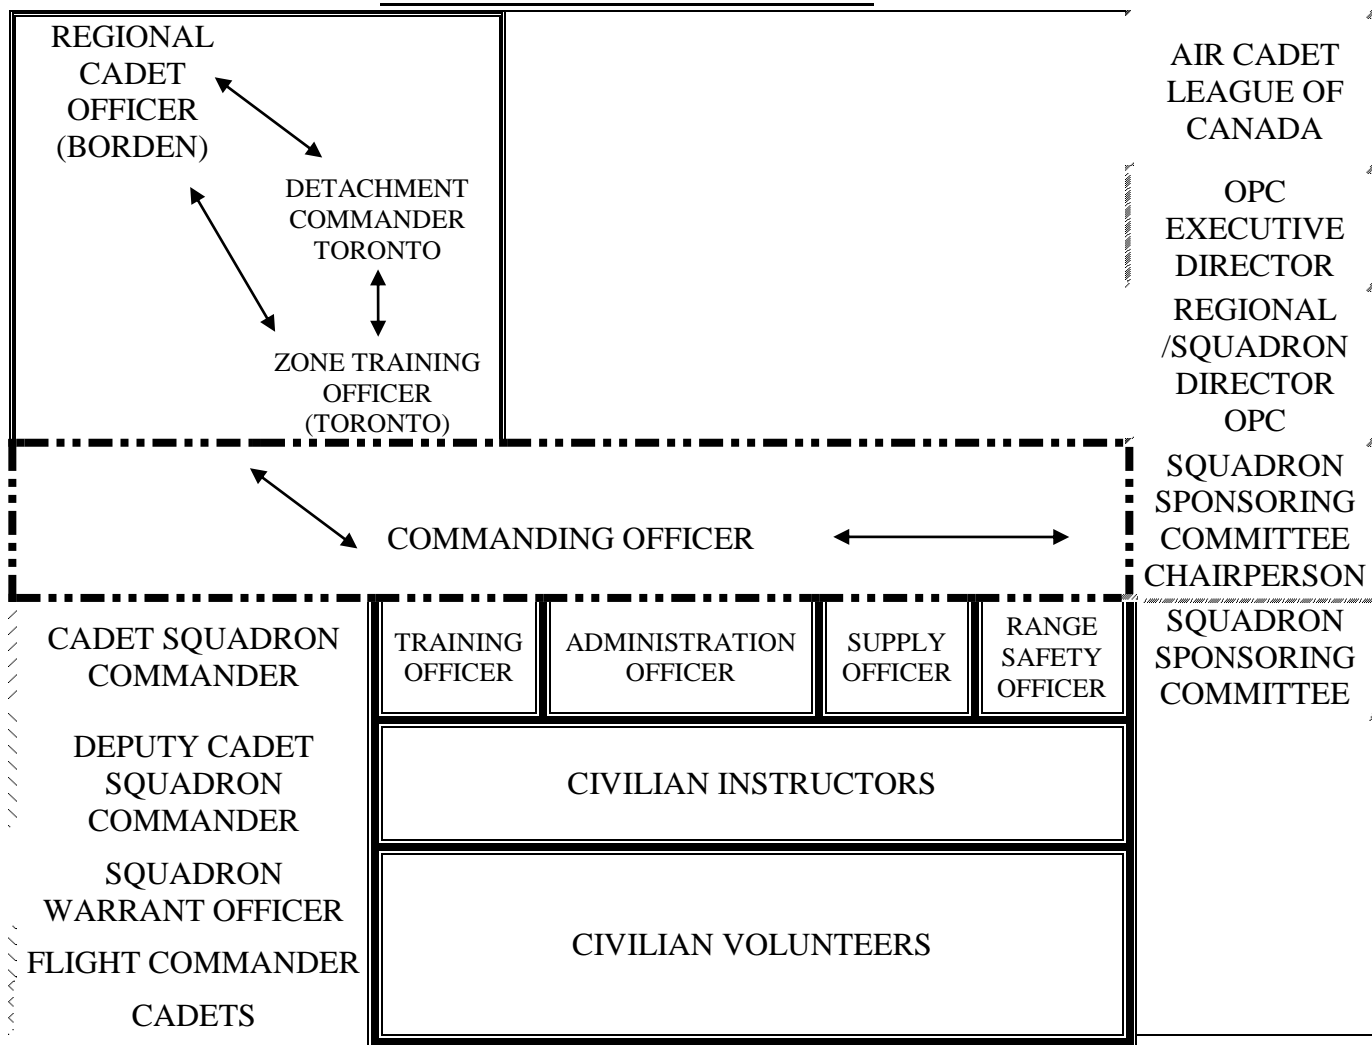 REGIONAL
CADET
OFFICER
(BORDEN)
DETACHMENT
COMMANDER
TORONTO
ZONE TRAINING
OFFICER
(TORONTO)
AIR CADET
LEAGUE OF
CANADA
OPC
EXECUTIVE
DIRECTOR
REGIONAL
/SQUADRON
DIRECTOR
OPC
COMMANDING OFFICER
SQUADRON
SPONSORING
COMMITTEE
CHAIRPERSON
CADET SQUADRON
COMMANDER
TRAINING
OFFICER
ADMINISTRATION
OFFICER
SUPPLY
OFFICER
RANGE
SAFETY
OFFICER
SQUADRON
SPONSORING
COMMITTEE
DEPUTY CADET
SQUADRON
COMMANDER
CIVILIAN INSTRUCTORS
SQUADRON
WARRANT OFFICER
FLIGHT COMMANDER
CADETS
CIVILIAN VOLUNTEERS